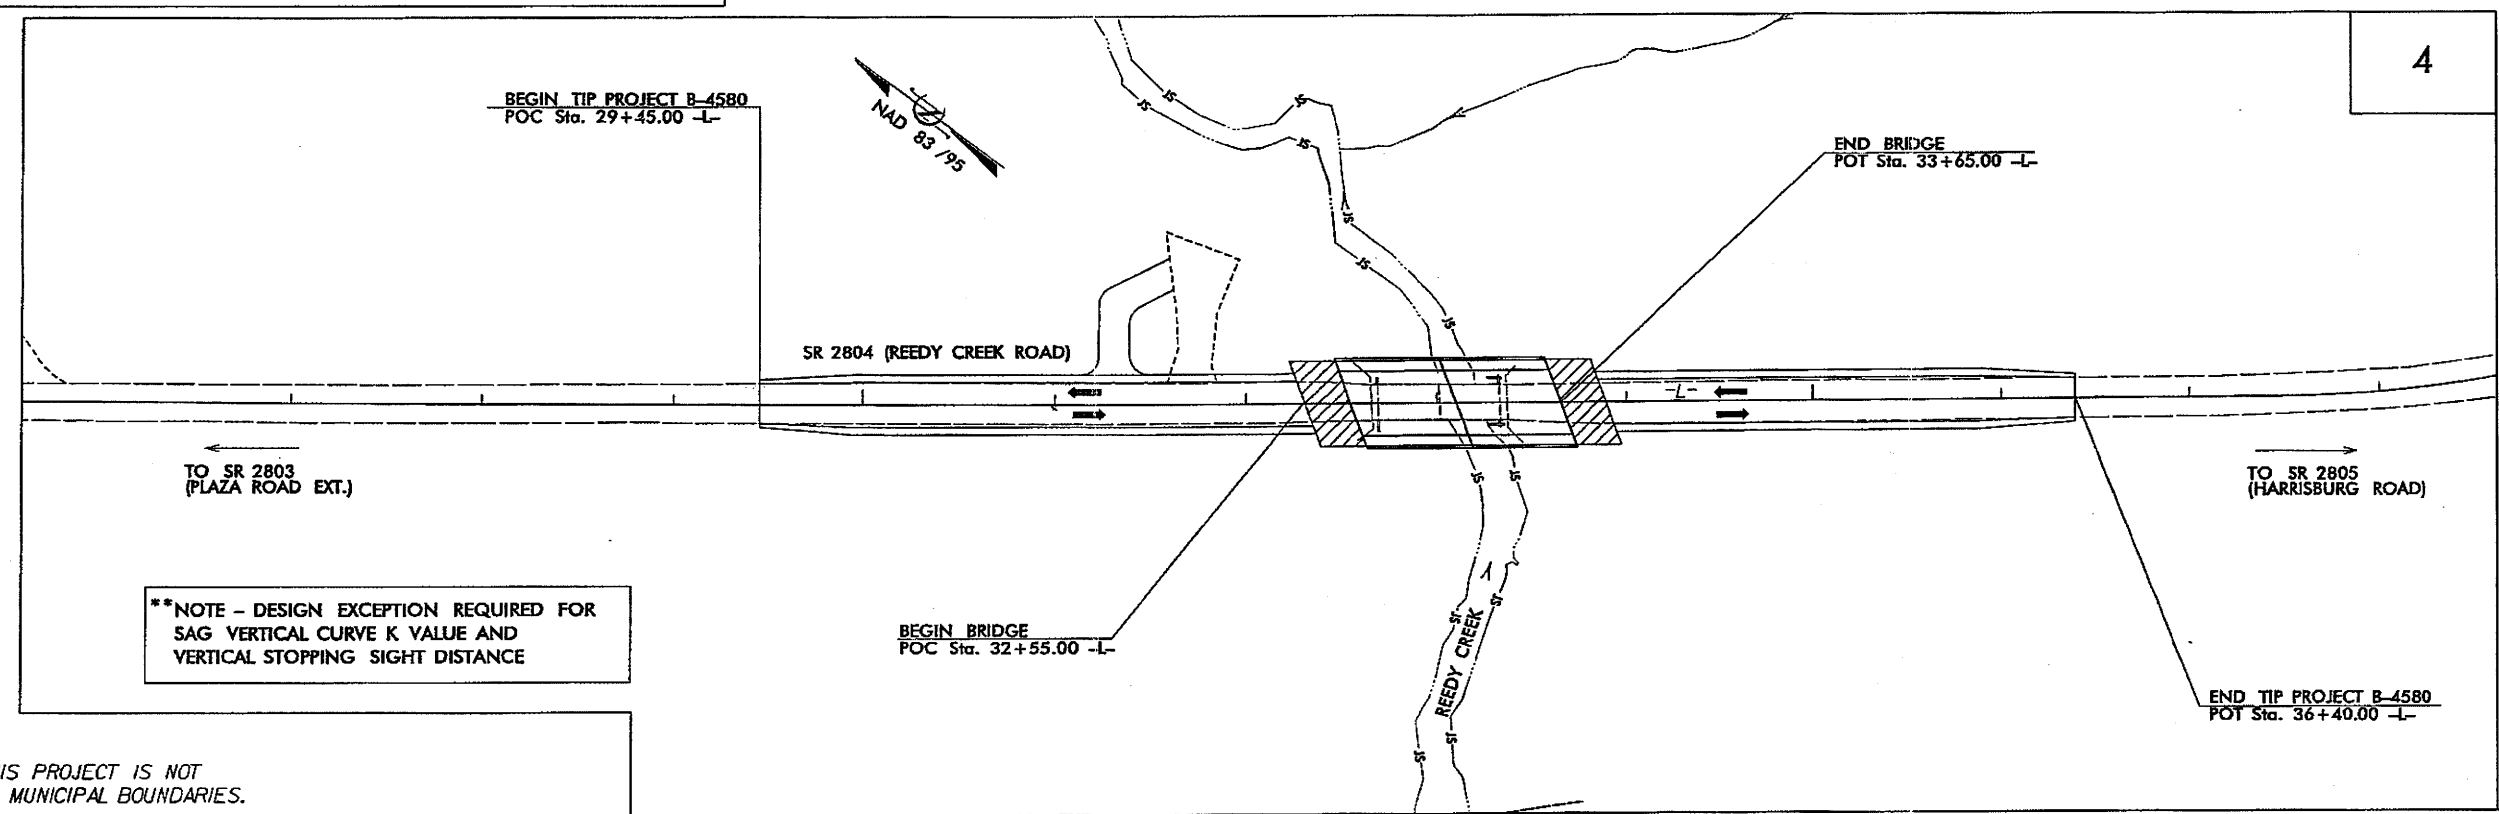 4
BEGIN TIP PROJECT B-4580
POC Sta. 29+45.00 -L-
NAD 83 /95
END BRIDGE
POT Sta. 33+65.00 -L-
SR 2804 (REEDY CREEK ROAD)
-L-
TO SR 2803
(PLAZA ROAD EXT.)
TO SR 2805
(HARRISBURG ROAD)
**NOTE - DESIGN EXCEPTION REQUIRED FOR
SAG VERTICAL CURVE K VALUE AND
VERTICAL STOPPING SIGHT DISTANCE
BEGIN BRIDGE
POC Sta. 32+55.00 -L-
REEDY CREEK
END TIP PROJECT B-4580
POT Sta. 36+40.00 -L-
IS PROJECT IS NOT
MUNICIPAL BOUNDARIES.